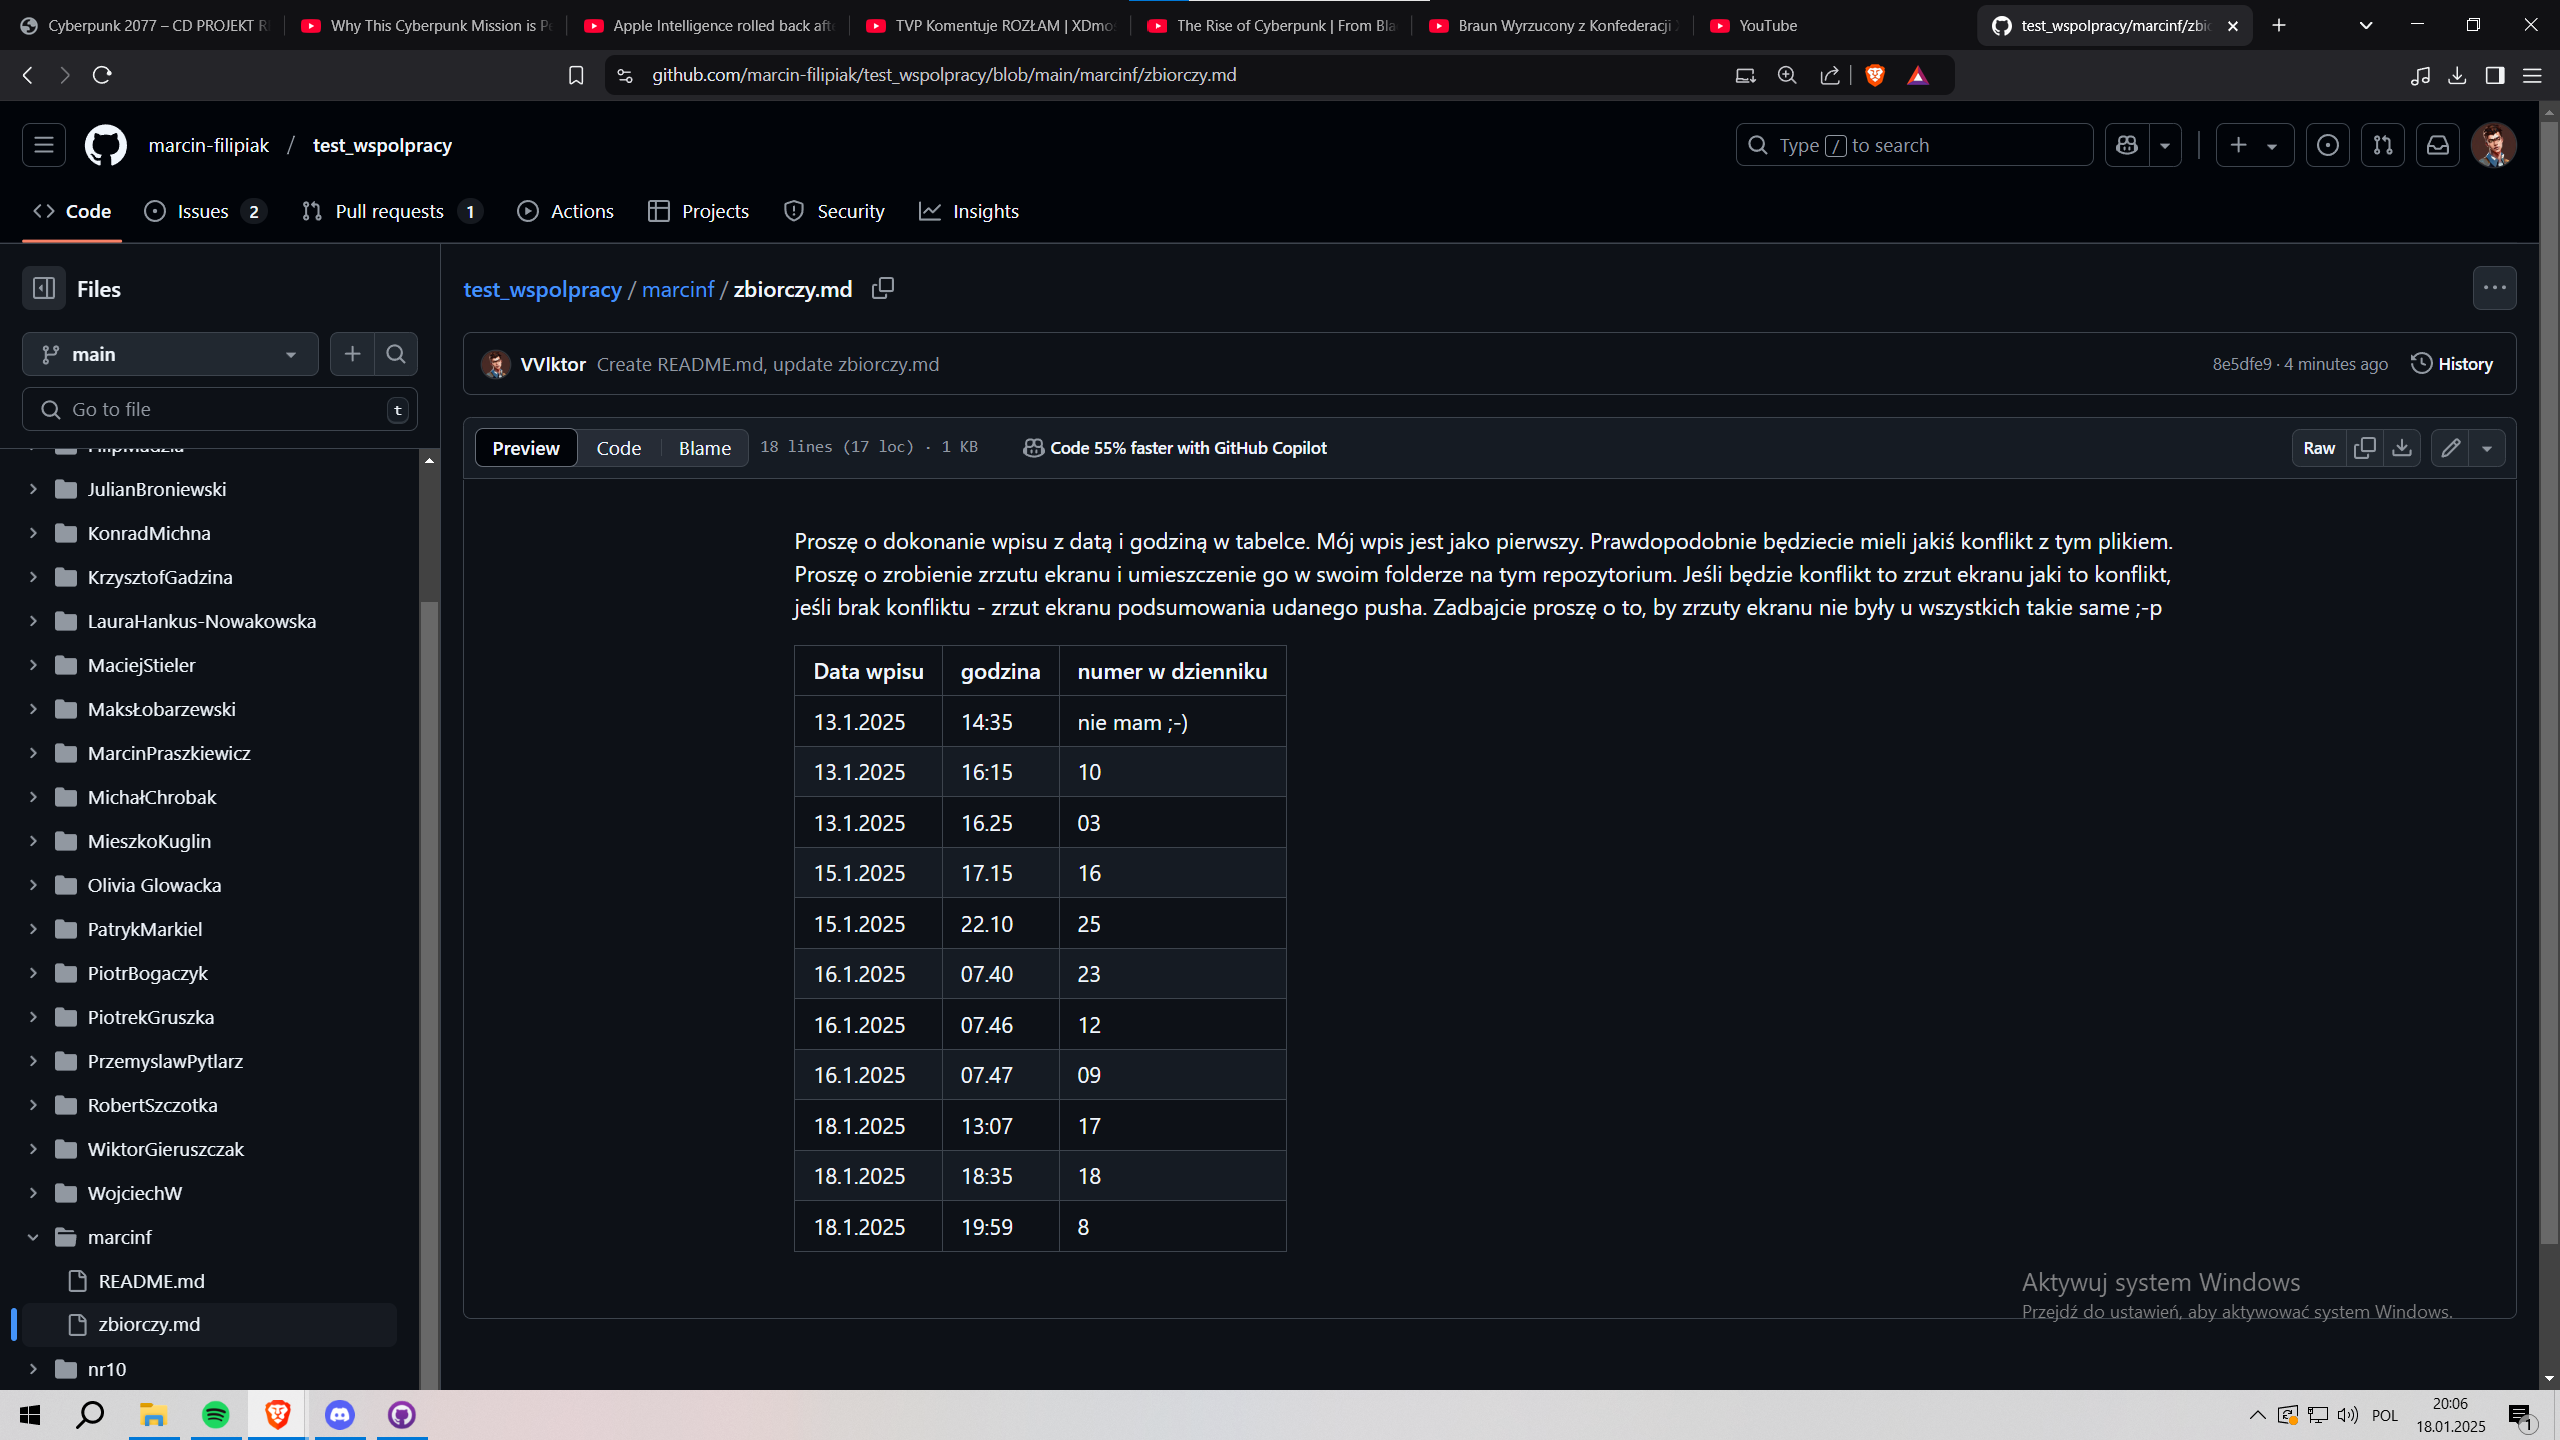 Cyberpunk 2077 – CD PROJEKT R
Why This Cyberpunk Mission is Pe
Apple Intelligence rolled back afte
TVP Komentuje ROZŁAM | XDmo
The Rise of Cyberpunk | From Bla
Braun Wyrzucony z Konfederacji
YouTube
test_wspolpracy/marcinf/zbio
github.com/marcin-filipiak/test_wspolpracy/blob/main/marcinf/zbiorczy.md
marcin-filipiak / test_wspolpracy
Type / to search
Code
Issues 2
Pull requests 1
Actions
Projects
Security
Insights
Files
main
Go to file t
JulianBroniewski
KonradMichna
KrzysztofGadzina
LauraHankus-Nowakowska
MaciejStieler
MaksŁobarzewski
MarcinPraszkiewicz
MichałChrobak
MieszkoKuglin
Olivia Glowacka
PatrykMarkiel
PiotrBogaczyk
PiotrekGruszka
PrzemyslawPytlarz
RobertSzczotka
WiktorGieruszczak
WojciechW
marcinf
README.md
zbiorczy.md
nr10
test_wspolpracy / marcinf / zbiorczy.md
VVlktor Create README.md, update zbiorczy.md
8e5dfe9 · 4 minutes ago
History
Preview
Code
Blame
18 lines (17 loc) · 1 KB
Code 55% faster with GitHub Copilot
Raw
Proszę o dokonanie wpisu z datą i godziną w tabelce. Mój wpis jest jako pierwszy. Prawdopodobnie będziecie mieli jakiś konflikt z tym plikiem.
Proszę o zrobienie zrzutu ekranu i umieszczenie go w swoim folderze na tym repozytorium. Jeśli będzie konflikt to zrzut ekranu jaki to konflikt,
jeśli brak konfliktu - zrzut ekranu podsumowania udanego pusha. Zadbajcie proszę o to, by zrzuty ekranu nie były u wszystkich takie same ;-p
Data wpisu godzina numer w dzienniku
13.1.2025 14:35 nie mam ;-)
13.1.2025 16:15 10
13.1.2025 16.25 03
15.1.2025 17.15 16
15.1.2025 22.10 25
16.1.2025 07.40 23
16.1.2025 07.46 12
16.1.2025 07.47 09
18.1.2025 13:07 17
18.1.2025 18:35 18
18.1.2025 19:59 8
Aktywuj system Windows
Przejdź do ustawień, aby aktywować system Windows.
POL
20:06
18.01.2025
1